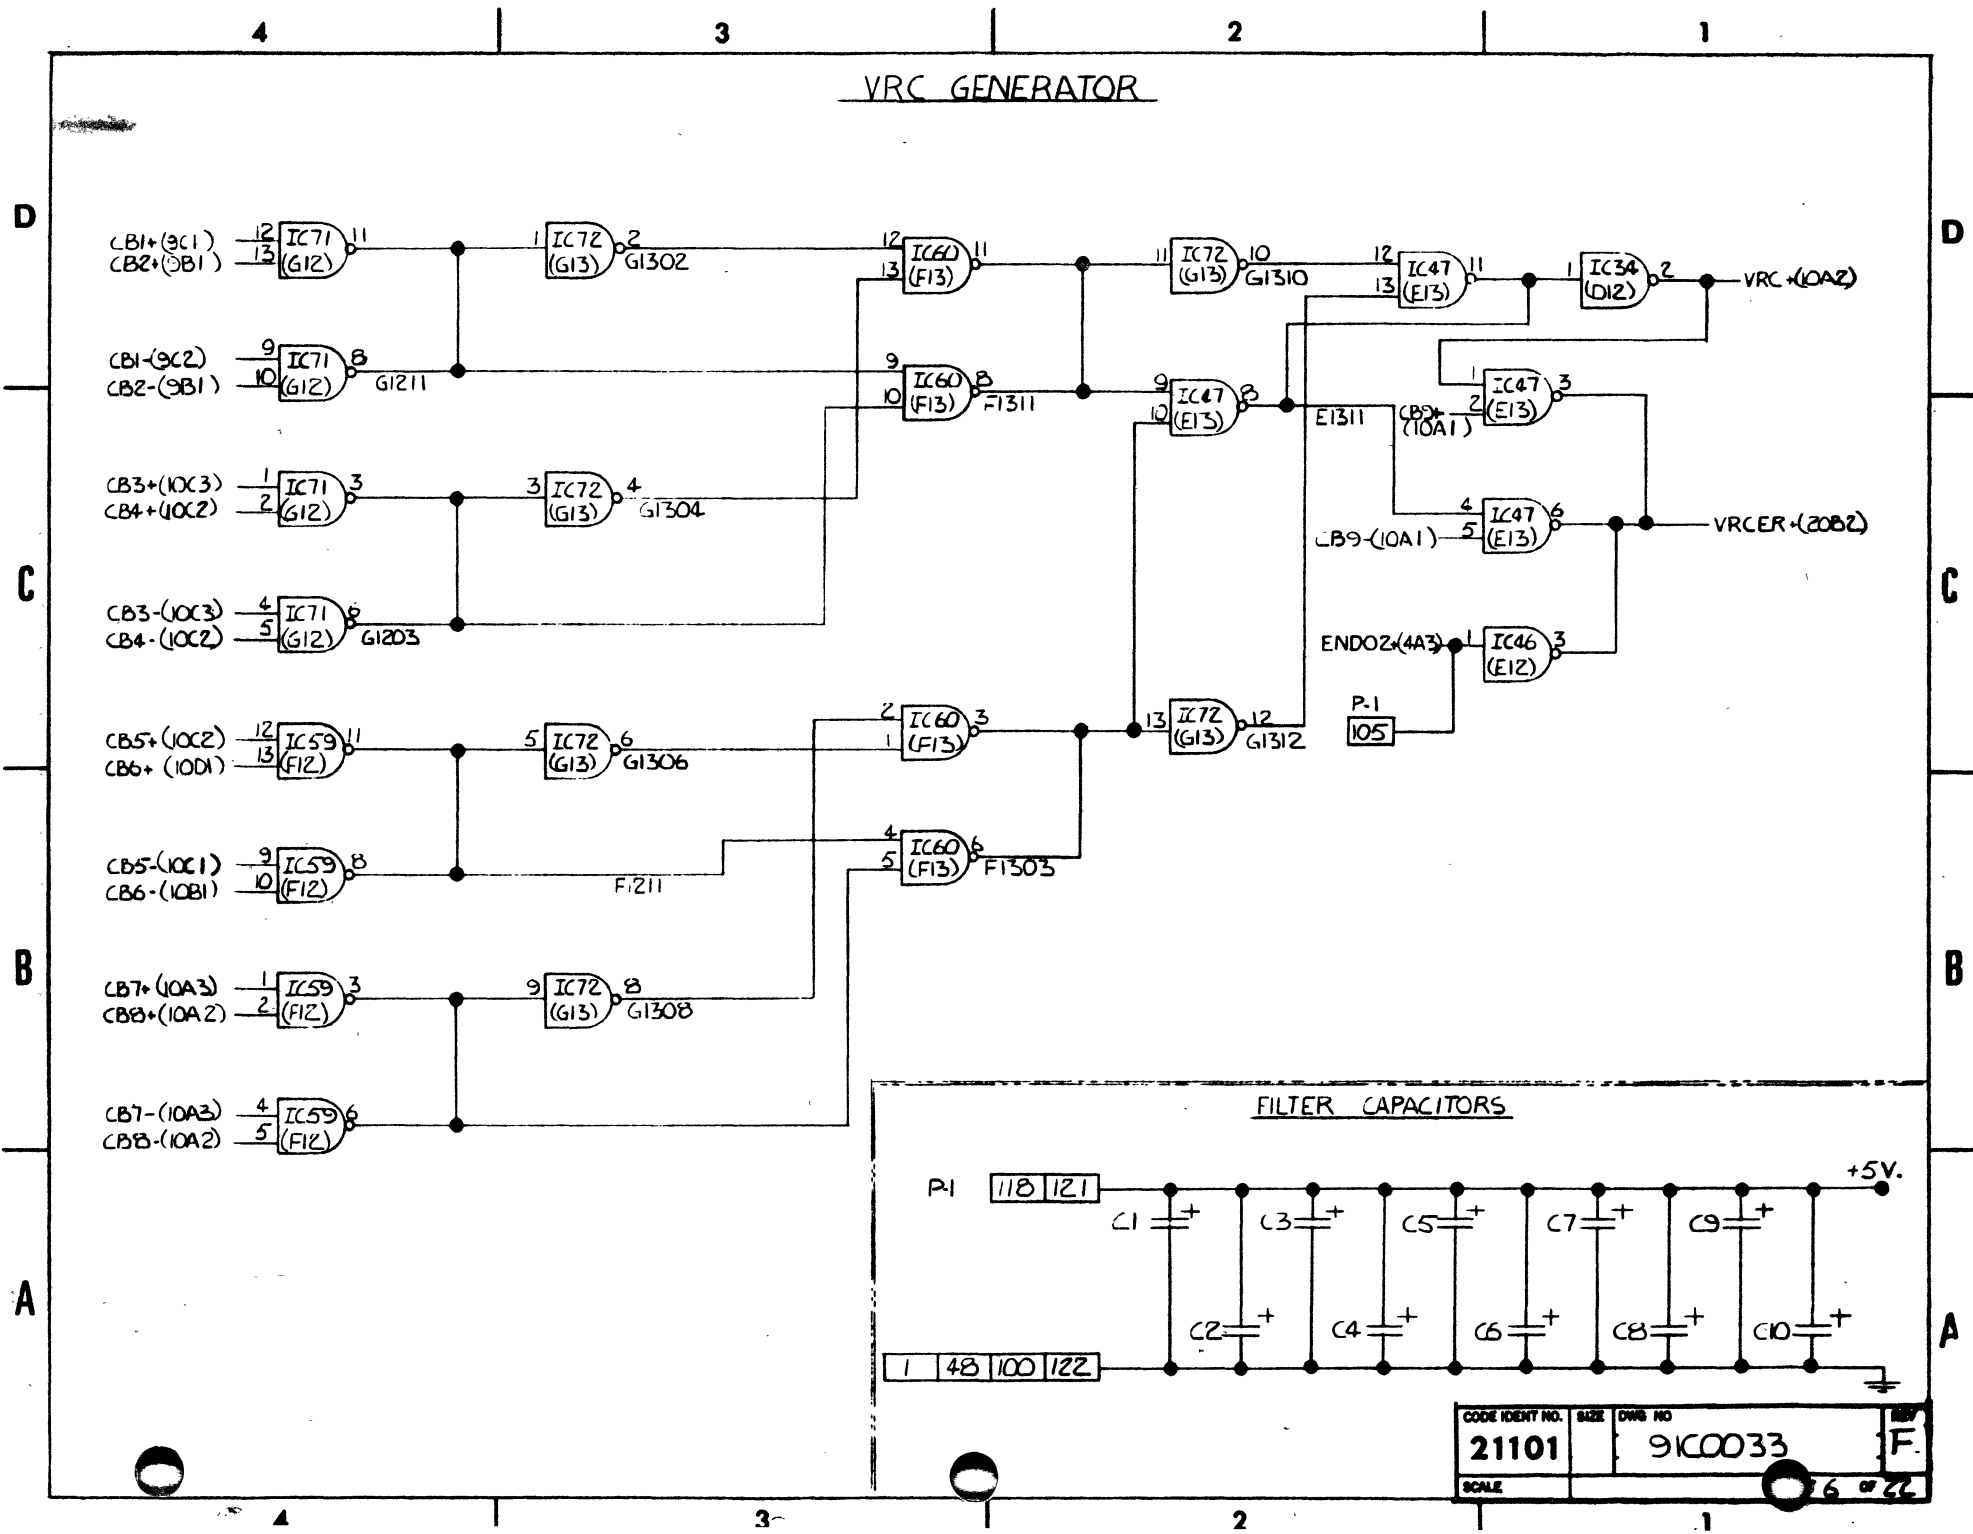 4 3 2 1
VRC GENERATOR
D D
CB1+(9C1) 12 IC71 11
CB2+(9B1) 13 (G12)
1 IC72 2
(G13) G1302
12 IC60 11
13 (F13)
11 IC72 10
(G13) G1310
12 IC47 11
13 (E13)
1 IC34 2
(D12)
VRC+(10A2)
CB1-(9C2) 9 IC71 8
CB2-(9B1) 10 (G12) G1211
9 IC60 8
10 (F13) F1311
9 IC47 8
10 (E13) E1311
1 IC47 3
CB9+ 2 (E13)
(10A1)
CB3+(10C3) 1 IC71 3
CB4+(10C2) 2 (G12)
3 IC72 4
(G13) G1304
4 IC47 6
CB9-(10A1) 5 (E13)
VRCER+(20B2)
C C
CB3-(10C3) 4 IC71 6
CB4-(10C2) 5 (G12) G1203
ENDO2+(4A3) 1 IC46 3
(E12)
P-1
105
CB5+(10C2) 12 IC59 11
CB6+ (10D1) 13 (F12)
5 IC72 6
(G13) G1306
2 IC60 3
1 (F13)
13 IC72 12
(G13) G1312
CB5-(10C1) 9 IC59 8
CB6-(10B1) 10 (F12) F1211
4 IC60 6
5 (F13) F1303
B B
CB7+(10A3) 1 IC59 3
CB8+(10A2) 2 (F12)
9 IC72 8
(G13) G1308
CB7-(10A3) 4 IC59 6
CB8-(10A2) 5 (F12)
FILTER CAPACITORS
P-1 118 121 +5V.
C1 + C3 + C5 + C7 + C9 +
A A
C2 + C4 + C6 + C8 + C10 +
1 48 100 122
CODE IDENT NO. SIZE DWG NO REV
21101 91C0033 F
SCALE 6 OF 22
4 3 2 1